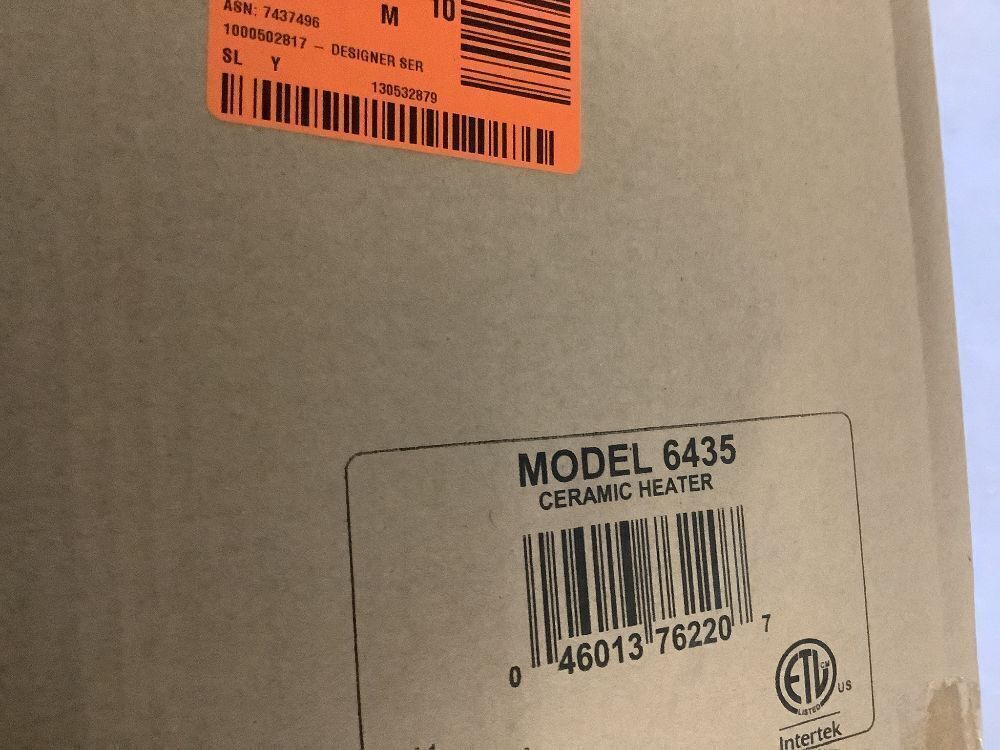 ASN: 7437496
M
10
1000502817 – DESIGNER SER
SL Y
130532879
MODEL 6435
CERAMIC HEATER
0 46013 76220 7
ETL
CM
LISTED
US
Intertek